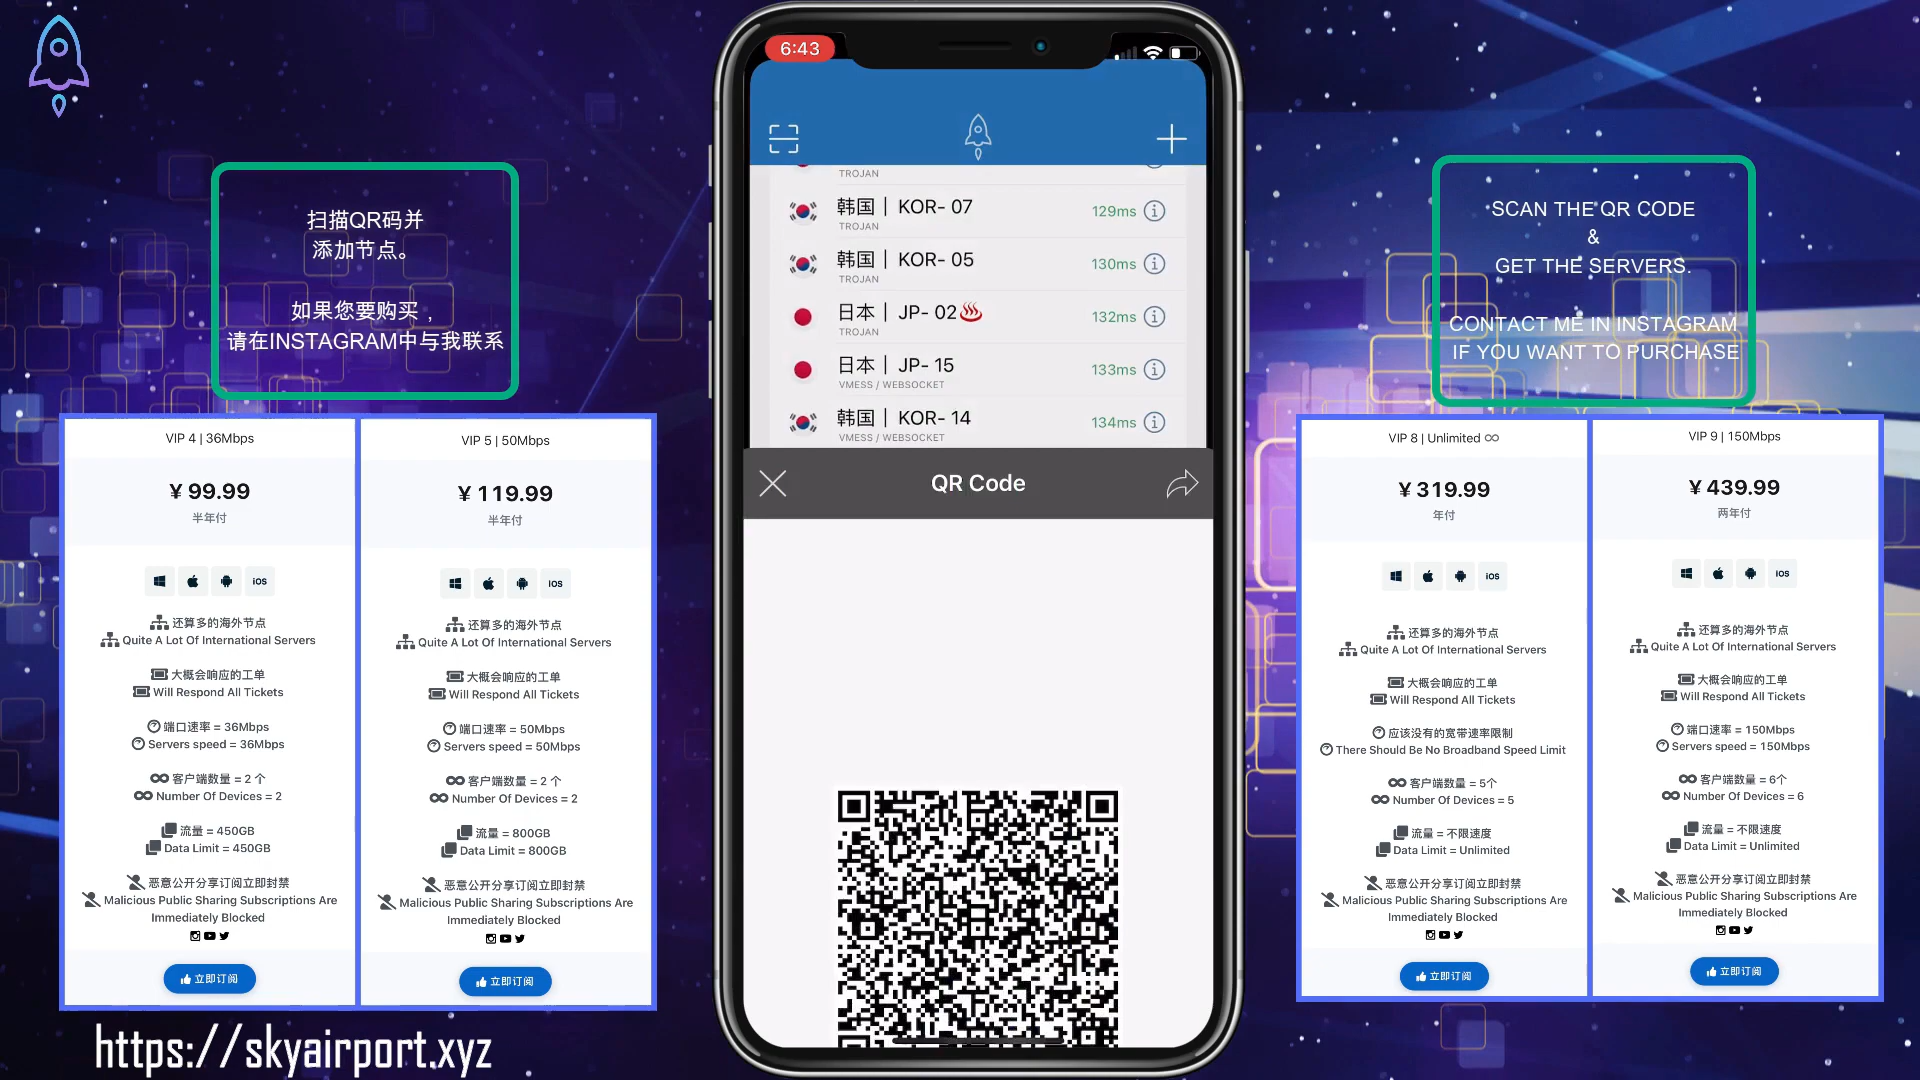 扫描QR码并
添加节点。
如果您要购买，
请在INSTAGRAM中与我联系
VIP 4 | 36Mbps
¥ 99.99
半年付
iOS
还算多的海外节点
Quite A Lot Of International Servers
大概会响应的工单
Will Respond All Tickets
端口速率 = 36Mbps
Servers speed = 36Mbps
客户端数量 = 2 个
Number Of Devices = 2
流量 = 450GB
Data Limit = 450GB
恶意公开分享订阅立即封禁
Malicious Public Sharing Subscriptions Are
Immediately Blocked
立即订阅
VIP 5 | 50Mbps
¥ 119.99
半年付
iOS
还算多的海外节点
Quite A Lot Of International Servers
大概会响应的工单
Will Respond All Tickets
端口速率 = 50Mbps
Servers speed = 50Mbps
客户端数量 = 2 个
Number Of Devices = 2
流量 = 800GB
Data Limit = 800GB
恶意公开分享订阅立即封禁
Malicious Public Sharing Subscriptions Are
Immediately Blocked
立即订阅
https://skyairport.xyz
6:43
TROJAN
韩国 | KOR- 07
129ms
TROJAN
韩国 | KOR- 05
130ms
TROJAN
日本 | JP- 02♨️
132ms
TROJAN
日本 | JP- 15
133ms
VMESS / WEBSOCKET
韩国 | KOR- 14
134ms
VMESS / WEBSOCKET
QR Code
SCAN THE QR CODE
&
GET THE SERVERS.
CONTACT ME IN INSTAGRAM
IF YOU WANT TO PURCHASE
VIP 8 | Unlimited ∞
¥ 319.99
年付
iOS
还算多的海外节点
Quite A Lot Of International Servers
大概会响应的工单
Will Respond All Tickets
应该没有的宽带速率限制
There Should Be No Broadband Speed Limit
客户端数量 = 5个
Number Of Devices = 5
流量 = 不限速度
Data Limit = Unlimited
恶意公开分享订阅立即封禁
Malicious Public Sharing Subscriptions Are
Immediately Blocked
立即订阅
VIP 9 | 150Mbps
¥ 439.99
两年付
iOS
还算多的海外节点
Quite A Lot Of International Servers
大概会响应的工单
Will Respond All Tickets
端口速率 = 150Mbps
Servers speed = 150Mbps
客户端数量 = 6个
Number Of Devices = 6
流量 = 不限速度
Data Limit = Unlimited
恶意公开分享订阅立即封禁
Malicious Public Sharing Subscriptions Are
Immediately Blocked
立即订阅